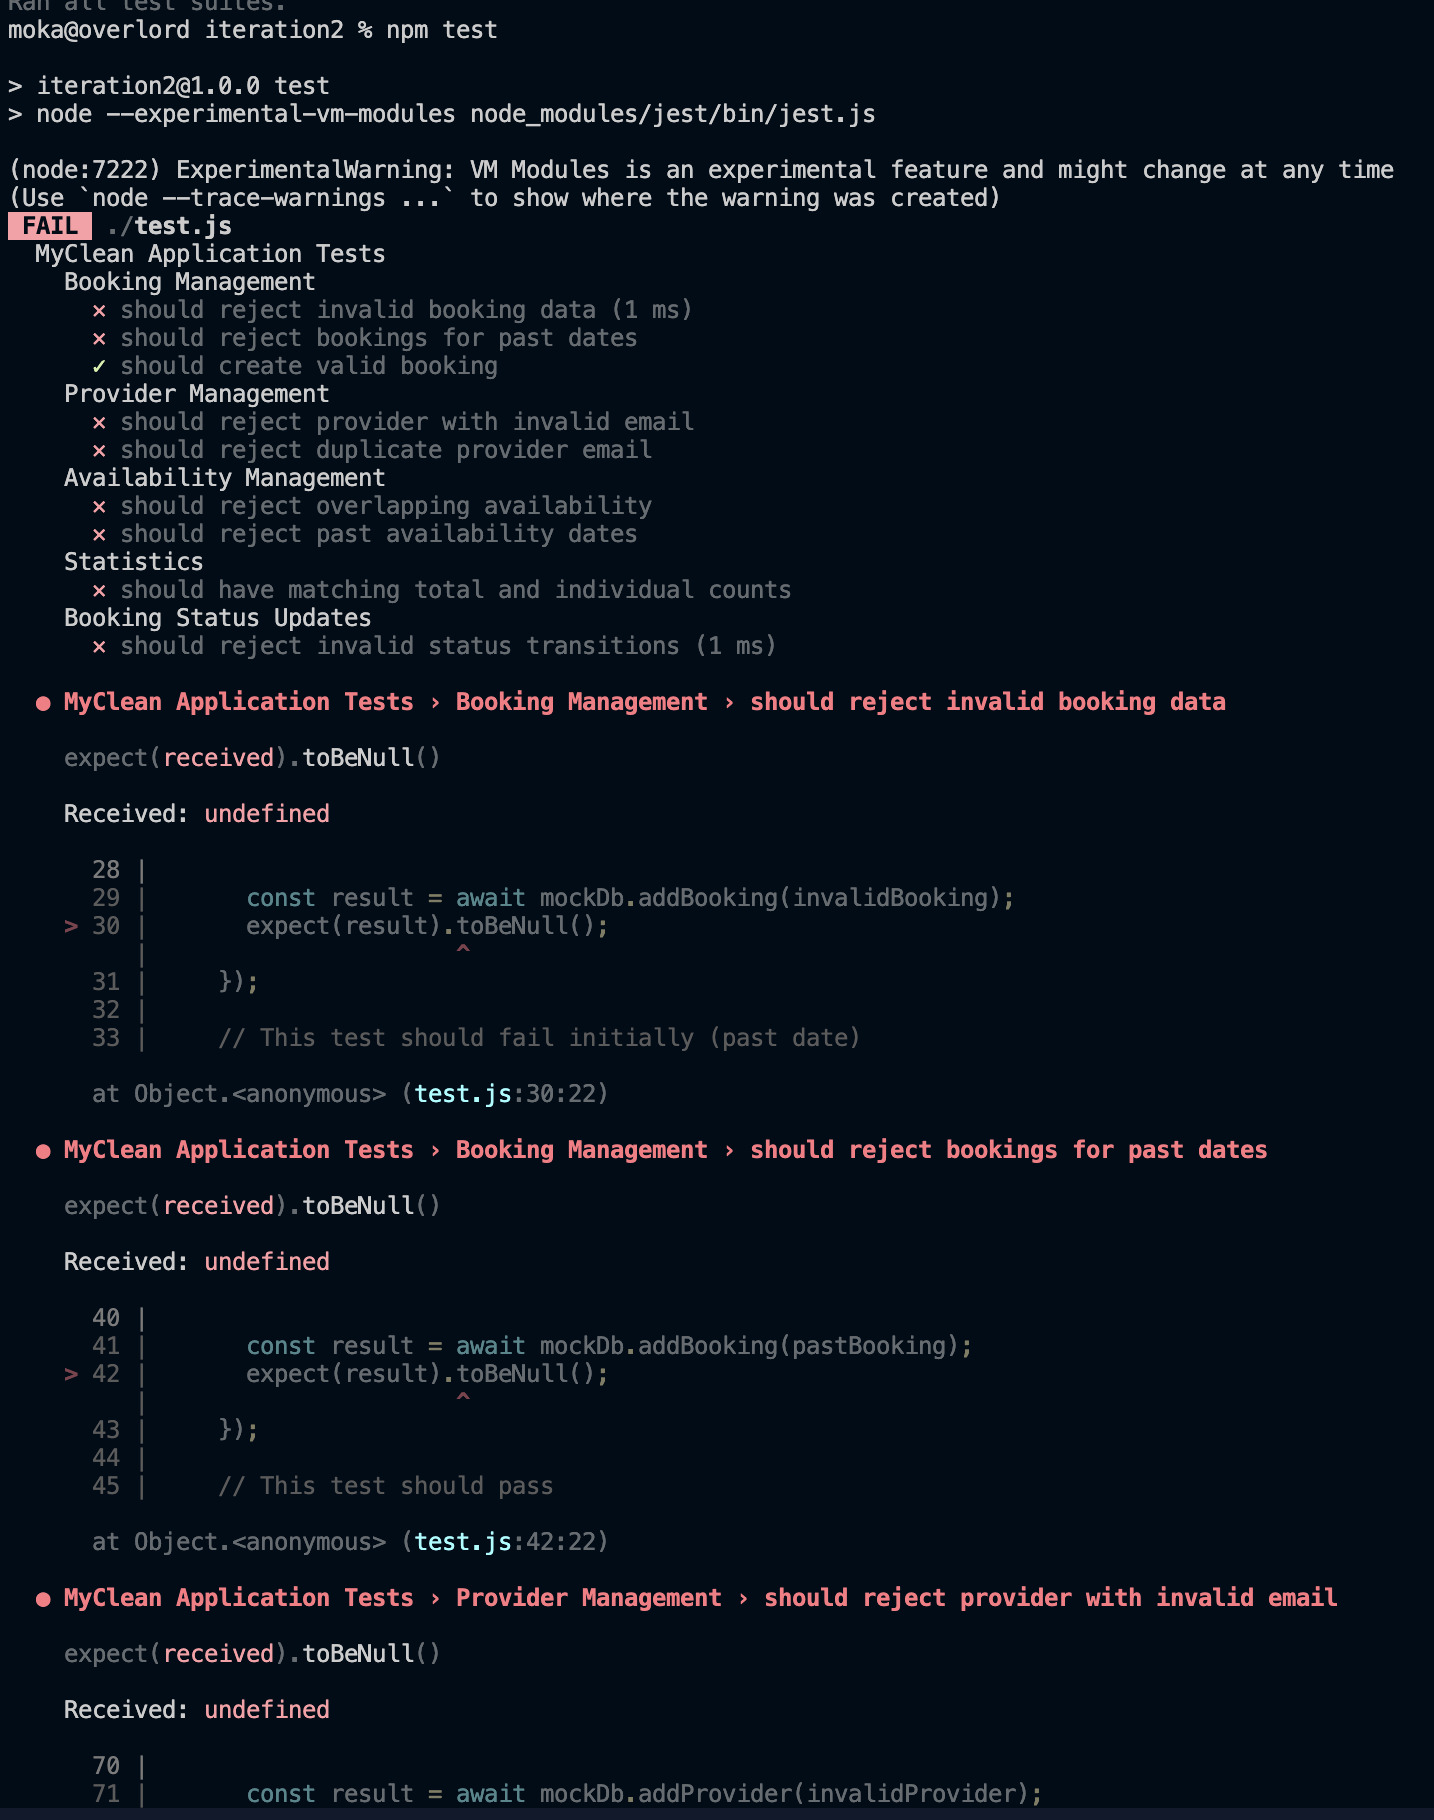 Ran all test suites.
moka@overlord iteration2 % npm test
> iteration2@1.0.0 test
> node --experimental-vm-modules node_modules/jest/bin/jest.js
(node:7222) ExperimentalWarning: VM Modules is an experimental feature and might change at any time
(Use `node --trace-warnings ...` to show where the warning was created)
FAIL ./test.js
MyClean Application Tests
Booking Management
× should reject invalid booking data (1 ms)
× should reject bookings for past dates
✓ should create valid booking
Provider Management
× should reject provider with invalid email
× should reject duplicate provider email
Availability Management
× should reject overlapping availability
× should reject past availability dates
Statistics
× should have matching total and individual counts
Booking Status Updates
× should reject invalid status transitions (1 ms)
● MyClean Application Tests › Booking Management › should reject invalid booking data
expect(received).toBeNull()
Received: undefined
28 |
29 | const result = await mockDb.addBooking(invalidBooking);
> 30 | expect(result).toBeNull();
| ^
31 | });
32 |
33 | // This test should fail initially (past date)
at Object.<anonymous> (test.js:30:22)
● MyClean Application Tests › Booking Management › should reject bookings for past dates
expect(received).toBeNull()
Received: undefined
40 |
41 | const result = await mockDb.addBooking(pastBooking);
> 42 | expect(result).toBeNull();
| ^
43 | });
44 |
45 | // This test should pass
at Object.<anonymous> (test.js:42:22)
● MyClean Application Tests › Provider Management › should reject provider with invalid email
expect(received).toBeNull()
Received: undefined
70 |
71 | const result = await mockDb.addProvider(invalidProvider);